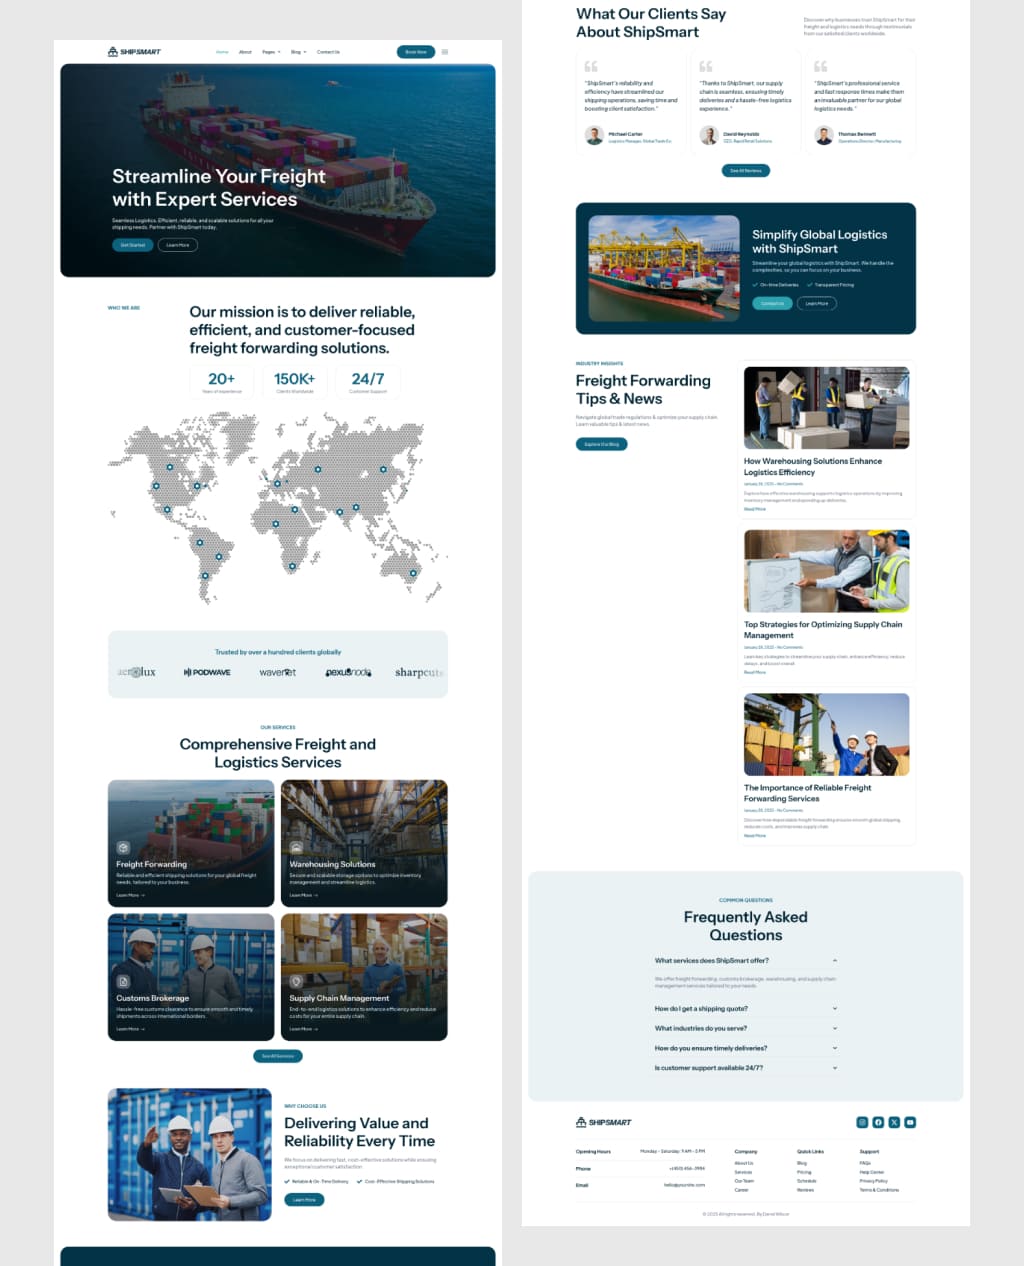 SHIPSMART
Home
About
Pages
Blog
Contact Us
Book Now
Streamline Your Freight
with Expert Services
Seamless Logistics. Efficient, reliable, and scalable solutions for all your
shipping needs. Partner with ShipSmart today.
Get Started
Learn More
WHO WE ARE
Our mission is to deliver reliable,
efficient, and customer-focused
freight forwarding solutions.
20+
Years of experience
150K+
Clients Worldwide
24/7
Customer Support
Trusted by over a hundred clients globally
aerolux
PODWAVE
wavernet
nexusnode
sharpcuts
OUR SERVICES
Comprehensive Freight and
Logistics Services
Freight Forwarding
Reliable and efficient shipping solutions for your global freight
needs, tailored to your business.
Learn More →
Warehousing Solutions
Secure and scalable storage options to optimize inventory
management and streamline logistics.
Learn More →
Customs Brokerage
Hassle-free customs clearance to ensure smooth and timely
shipments across international borders.
Learn More →
Supply Chain Management
End-to-end logistics solutions to enhance efficiency and reduce
costs for your entire supply chain.
Learn More →
See All Services
WHY CHOOSE US
Delivering Value and
Reliability Every Time
We focus on delivering fast, cost-effective solutions while ensuring
exceptional customer satisfaction
Reliable & On-Time Delivery
Cost-Effective Shipping Solutions
Learn More
What Our Clients Say
About ShipSmart
Discover why businesses trust ShipSmart for their
freight and logistics needs through testimonials
from our satisfied clients worldwide.
"ShipSmart's reliability and
efficiency have streamlined our
shipping operations, saving time and
boosting client satisfaction."
Michael Carter
Logistics Manager, Global Trade Co.
"Thanks to ShipSmart, our supply
chain is seamless, ensuring timely
deliveries and a hassle-free logistics
experience."
David Reynolds
CEO, Rapid Retail Solutions
"ShipSmart's professional service
and fast response times make them
an invaluable partner for our global
logistics needs."
Thomas Bennett
Operations Director, Manufacturing
See All Reviews
Simplify Global Logistics
with ShipSmart
Streamline your global logistics with ShipSmart. We handle the
complexities, so you can focus on your business.
On-time Deliveries
Transparent Pricing
Contact Us
Learn More
INDUSTRY INSIGHTS
Freight Forwarding
Tips & News
Navigate global trade regulations & optimize your supply chain.
Learn valuable tips & latest news.
Explore the Blog
How Warehousing Solutions Enhance
Logistics Efficiency
January 26, 2025 • No Comments
Explore how effective warehousing supports logistics operations by improving
inventory management and speeding up deliveries.
Read More
Top Strategies for Optimizing Supply Chain
Management
January 26, 2025 • No Comments
Learn key strategies to streamline your supply chain, enhance efficiency, reduce
delays, and boost overall
Read More
The Importance of Reliable Freight
Forwarding Services
January 26, 2025 • No Comments
Discover how dependable freight forwarding ensures smooth global shipping,
reduces costs, and improves supply chain
Read More
COMMON QUESTIONS
Frequently Asked
Questions
What services does ShipSmart offer?
We offer freight forwarding, customs brokerage, warehousing, and supply chain
management services tailored to your needs.
How do I get a shipping quote?
What industries do you serve?
How do you ensure timely deliveries?
Is customer support available 24/7?
SHIPSMART
Opening Hours
Monday - Saturday: 9 AM - 5 PM
Phone
Email
Company
About Us
Services
Our Team
Career
Quick Links
Blog
Pricing
Schedule
Reviews
Support
FAQs
Help Center
Privacy Policy
Terms & Conditions
© 2025 All rights reserved.